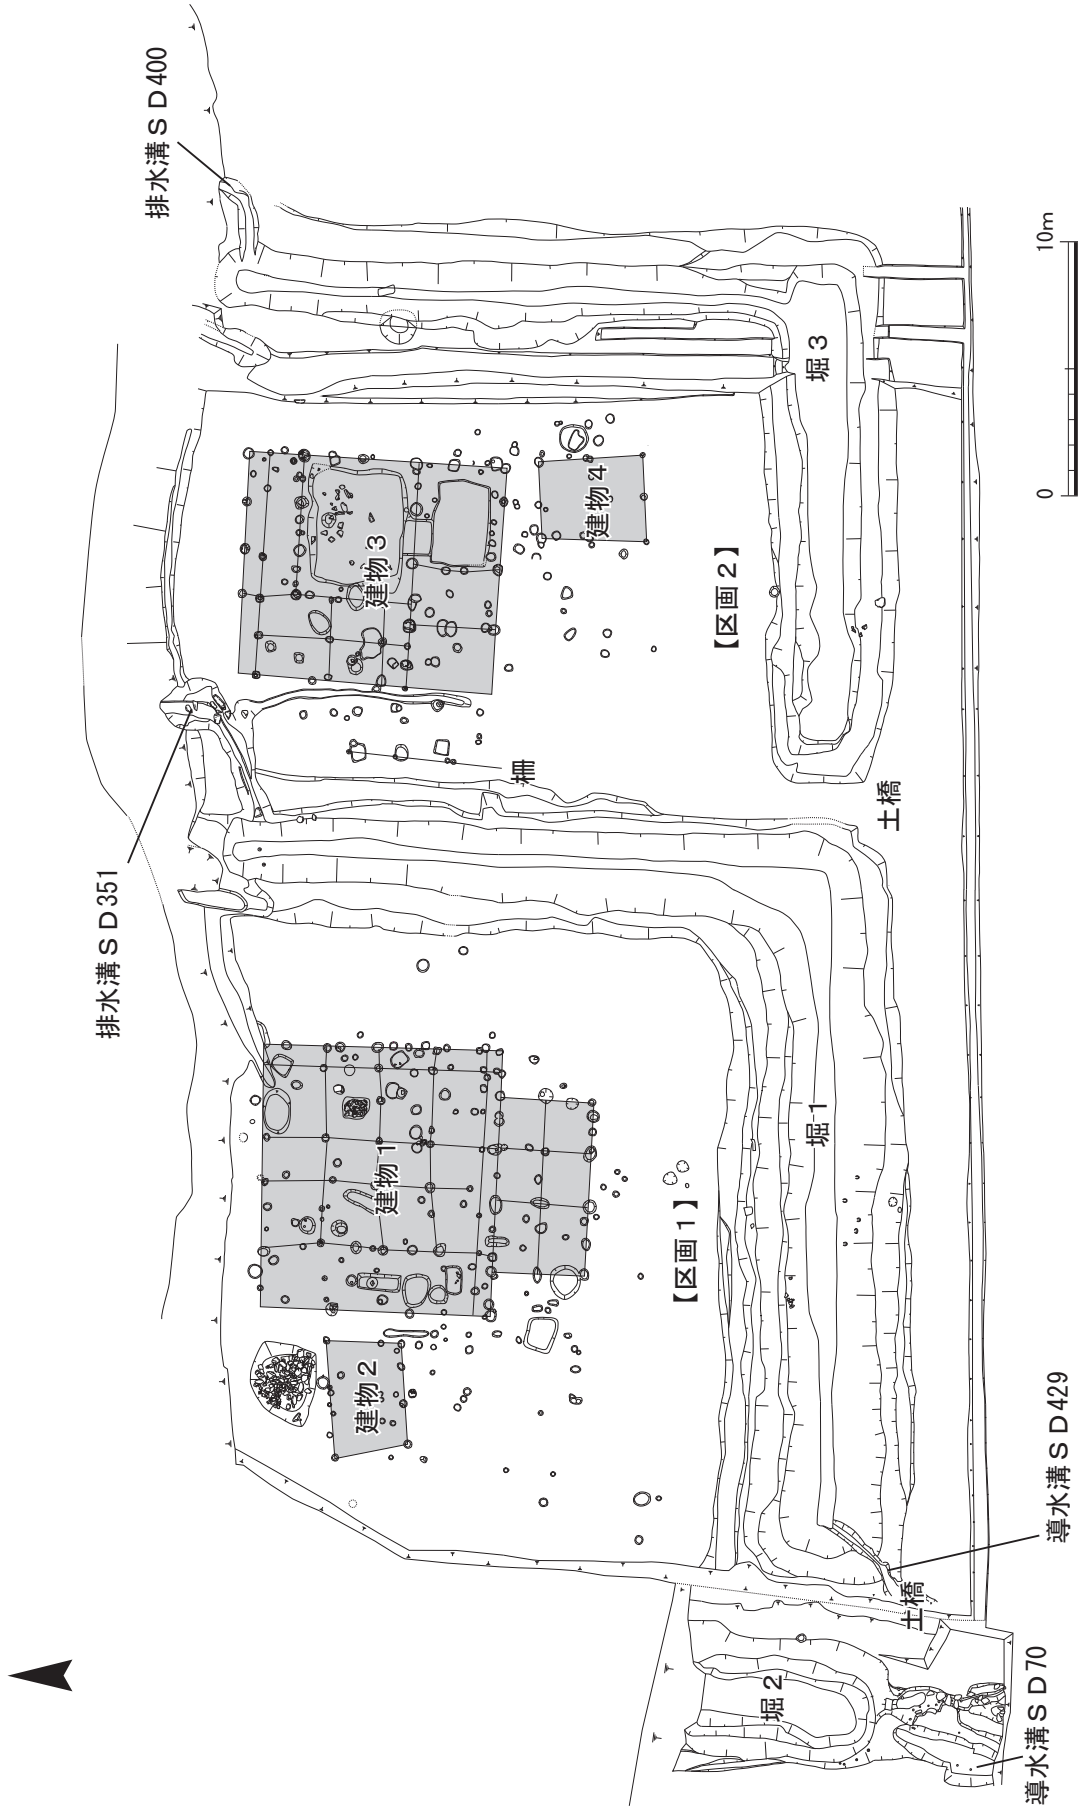 排水溝ＳＤ400
排水溝ＳＤ351
建物３
建物４
【区画２】
堀３
柵
土橋
建物１
建物２
【区画１】
堀１
導水溝ＳＤ429
土橋
堀２
導水溝ＳＤ70
0
10m